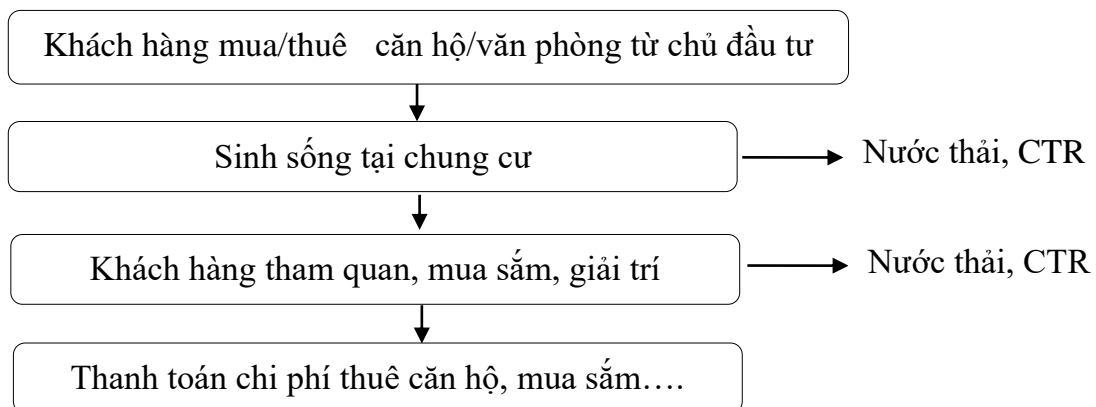 Khách hàng mua/thuê căn hộ/văn phòng từ chủ đầu tư
Sinh sống tại chung cư
Nước thải, CTR
Khách hàng tham quan, mua sắm, giải trí
Nước thải, CTR
Thanh toán chi phí thuê căn hộ, mua sắm….